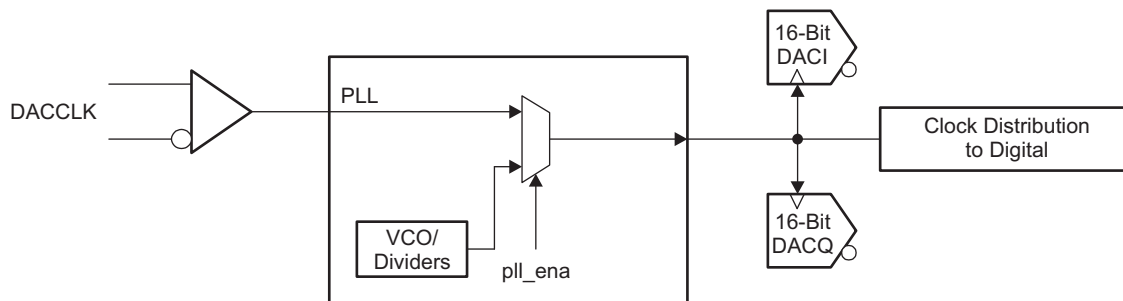 16-Bit
DACI
DACCLK
PLL
Clock Distribution
to Digital
VCO/
Dividers
pll_ena
16-Bit
DACQ